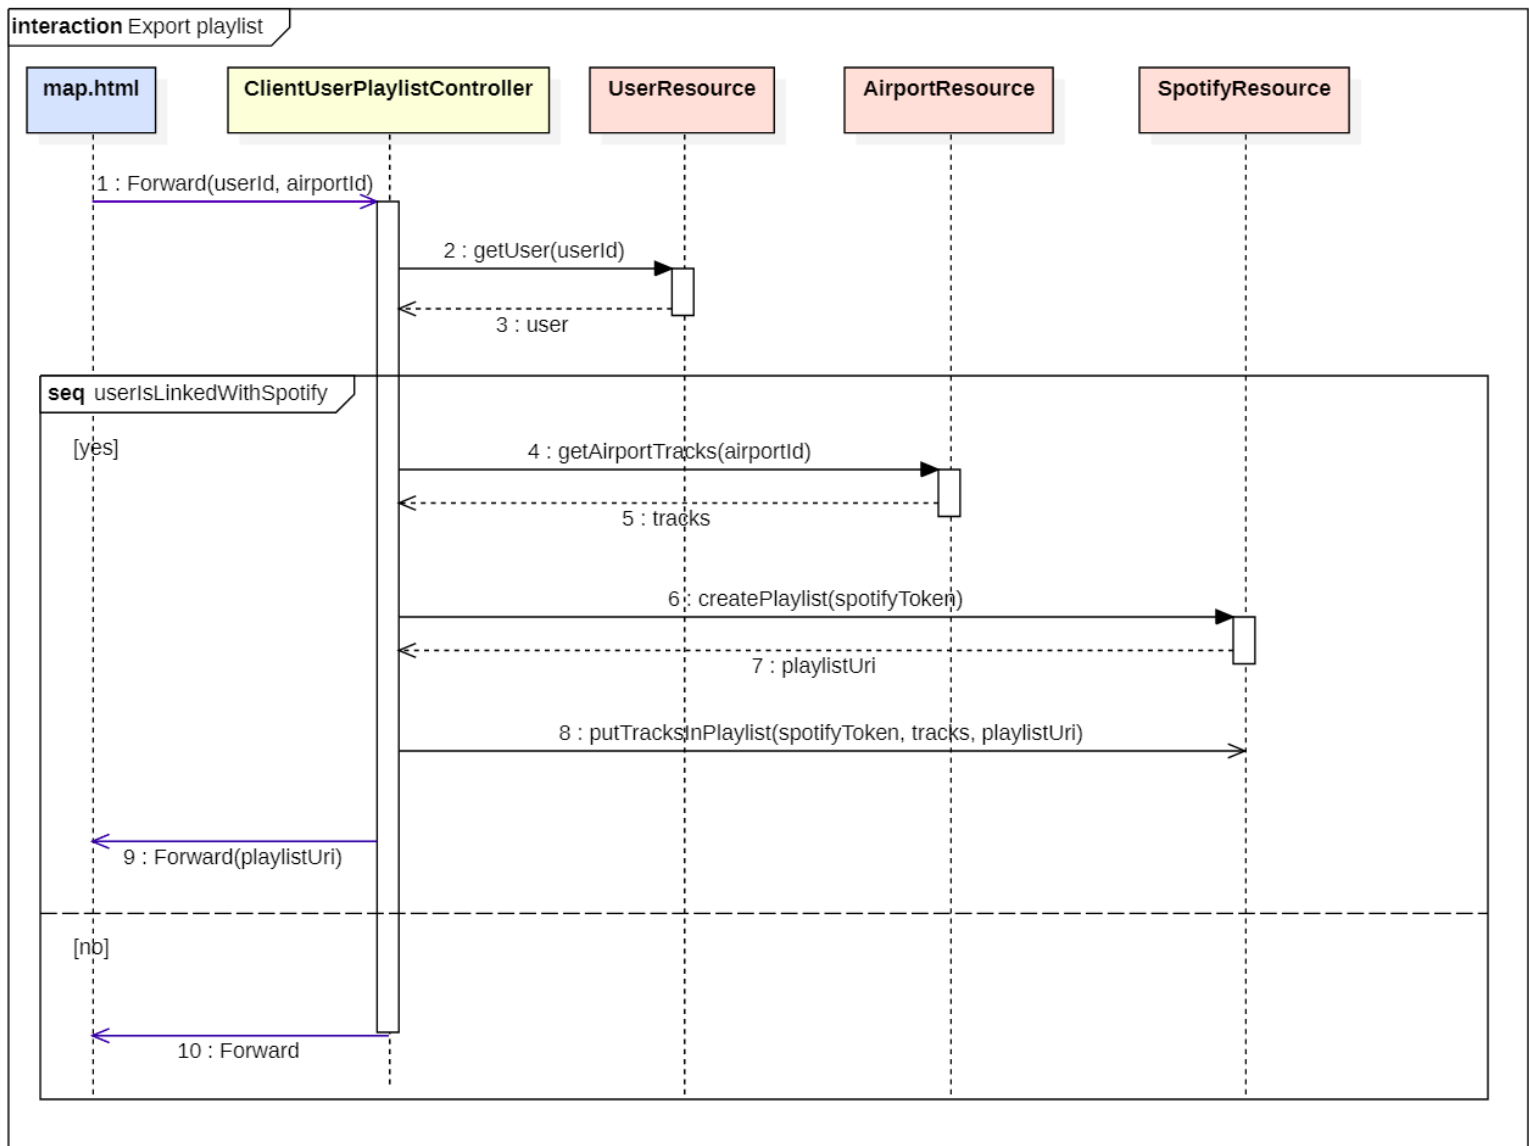 interaction Export playlist
map.html
ClientUserPlaylistController
UserResource
AirportResource
SpotifyResource
1 : Forward(userId, airportId)
2 : getUser(userId)
3 : user
seq userIsLinkedWithSpotify
[yes]
4 : getAirportTracks(airportId)
5 : tracks
6 : createPlaylist(spotifyToken)
7 : playlistUri
8 : putTracksInPlaylist(spotifyToken, tracks, playlistUri)
9 : Forward(playlistUri)
[no]
10 : Forward